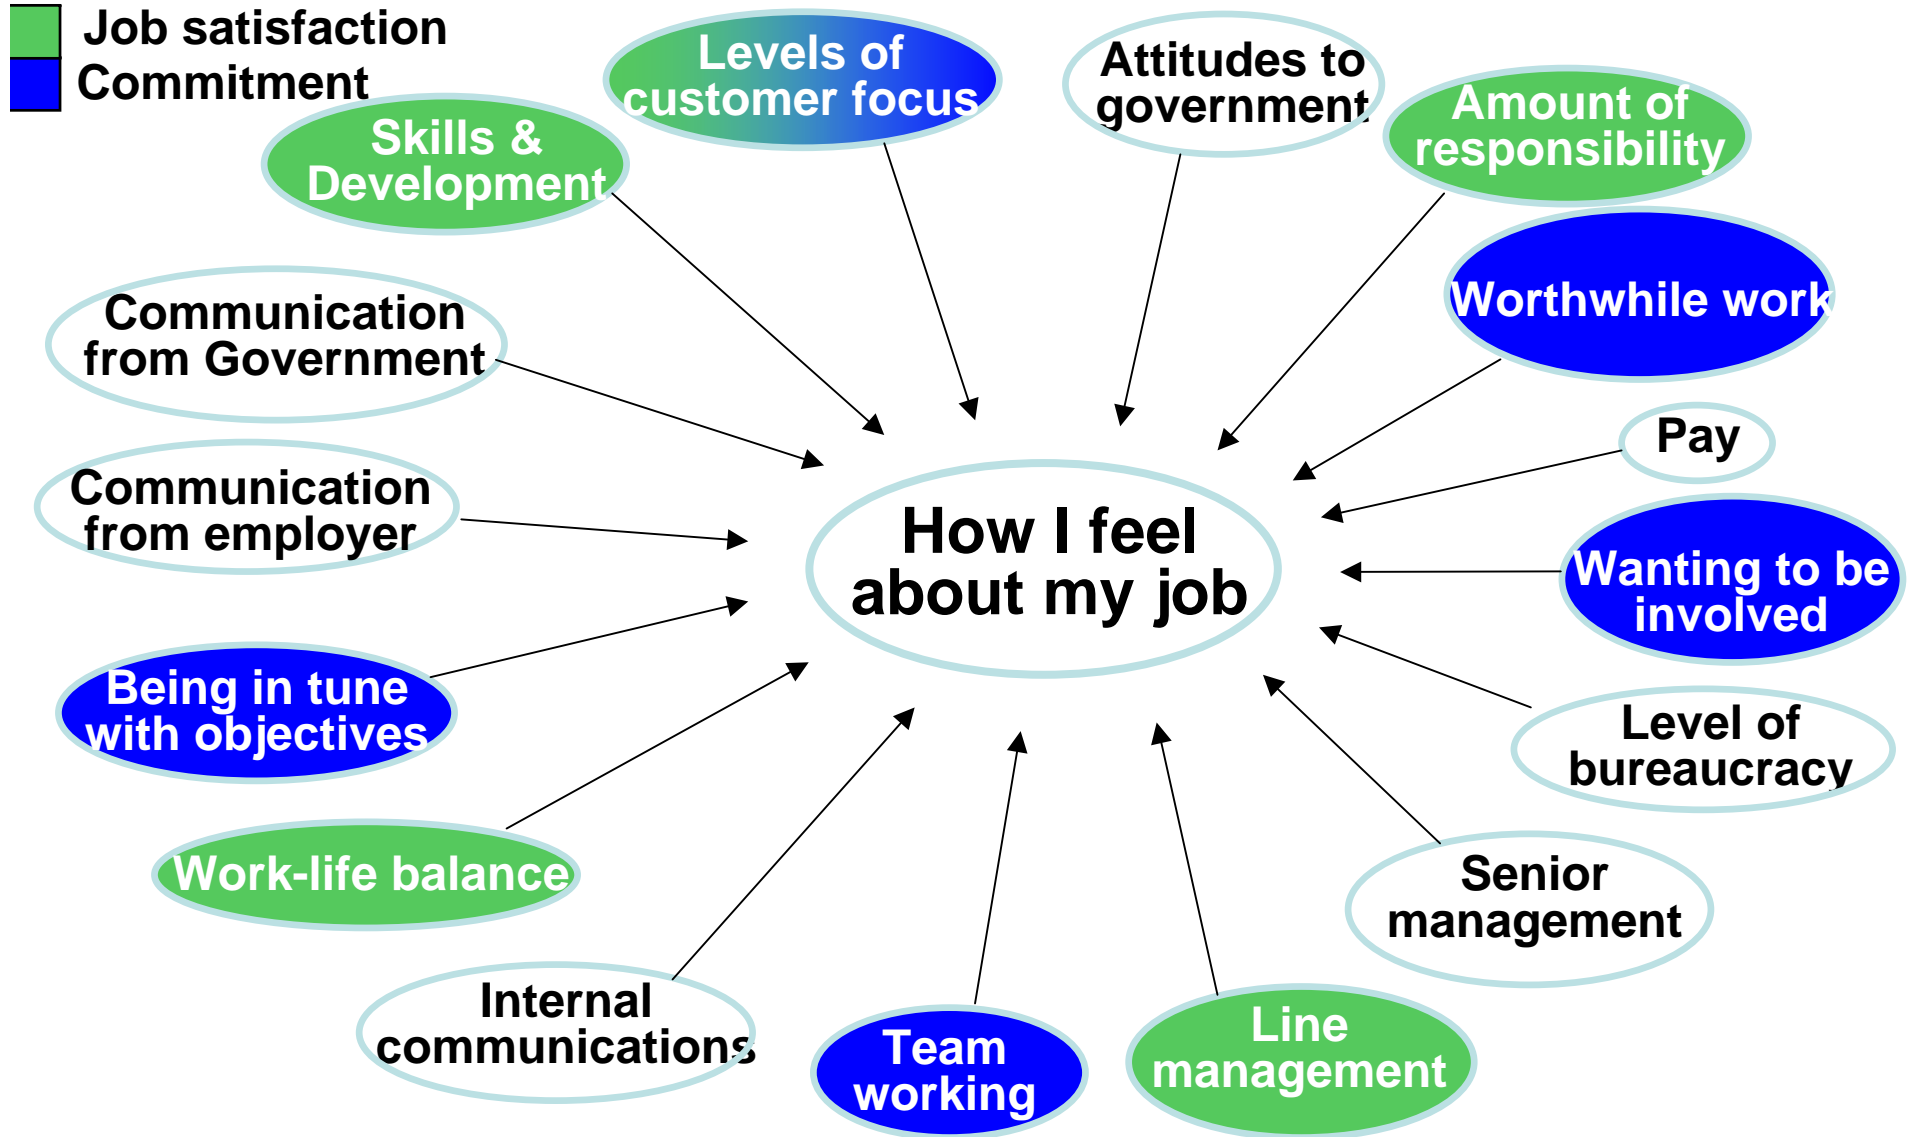 Job satisfaction
Commitment
Levels of
customer focus
Attitudes to
government
Amount of
responsibility
Skills &
Development
Worthwhile work
Communication
from Government
Pay
Communication
from employer
How I feel
about my job
Wanting to be
involved
Being in tune
with objectives
Level of
bureaucracy
Work-life balance
Senior
management
Internal
communications
Team
working
Line
management